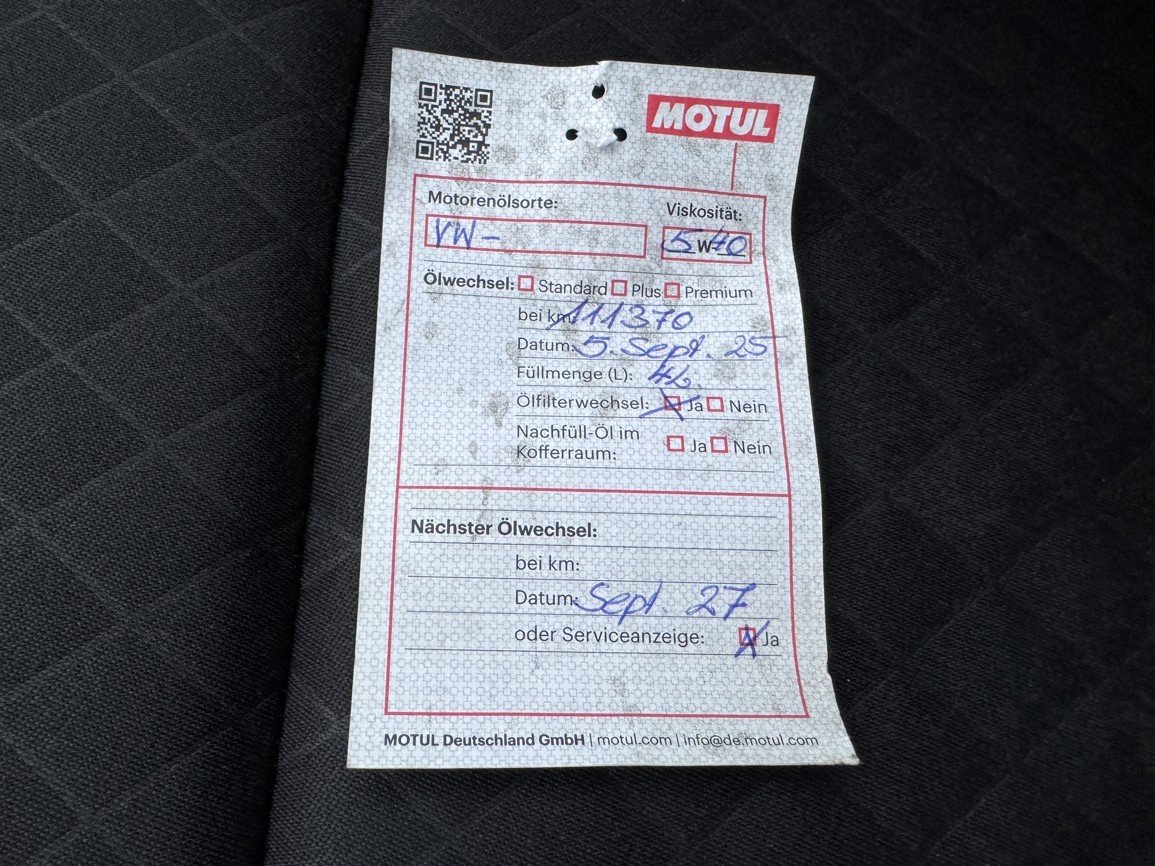 MOTUL
Motorenölsorte: Viskosität:
VW - 5W40
Ölwechsel: Standard Plus Premium
bei km: 111370
Datum: 5. Sept. 25
Füllmenge (L): 4L.
Ölfilterwechsel: Ja Nein
Nachfüll-Öl im
Kofferraum: Ja Nein
Nächster Ölwechsel:
bei km:
Datum: Sept. 27
oder Serviceanzeige: Ja
MOTUL Deutschland GmbH | motul.com | info@de.motul.com